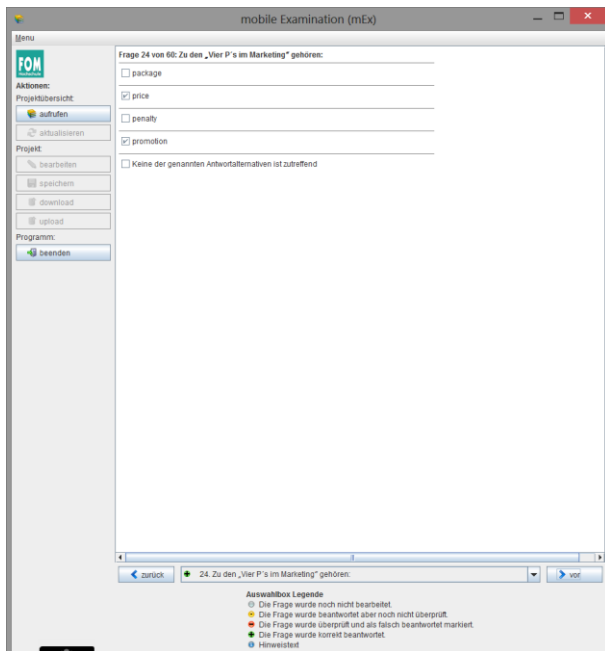 mobile Examination (mEx)
Menu
FOM
Hochschule
Aktionen:
Projektübersicht:
aufrufen
aktualisieren
Projekt:
bearbeiten
speichern
download
upload
Programm:
beenden
Frage 24 von 60: Zu den „Vier P´s im Marketing" gehören:
package
price
penalty
promotion
Keine der genannten Antwortalternativen ist zutreffend
zurück
24. Zu den „Vier P´s im Marketing" gehören:
vor
Auswahlbox Legende
Die Frage wurde noch nicht bearbeitet.
Die Frage wurde beantwortet aber noch nicht überprüft.
Die Frage wurde überprüft und als falsch beantwortet markiert.
Die Frage wurde korrekt beantwortet.
Hinweistext